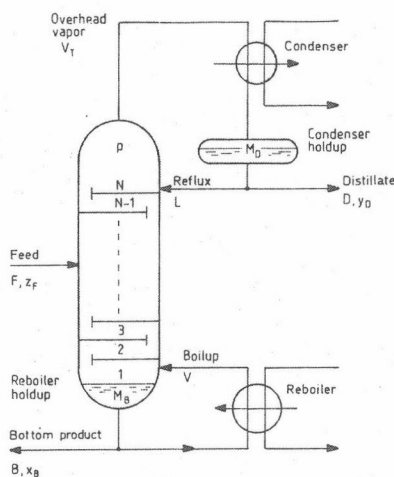 Overhead
vapor
V_T
Condenser
P
M_D
Condenser
holdup
N
N-1
Reflux
L
Distillate
D, y_D
Feed
F, z_F
3
2
1
Boilup
V
Reboiler
holdup
M_B
Reboiler
Bottom product
B, x_B